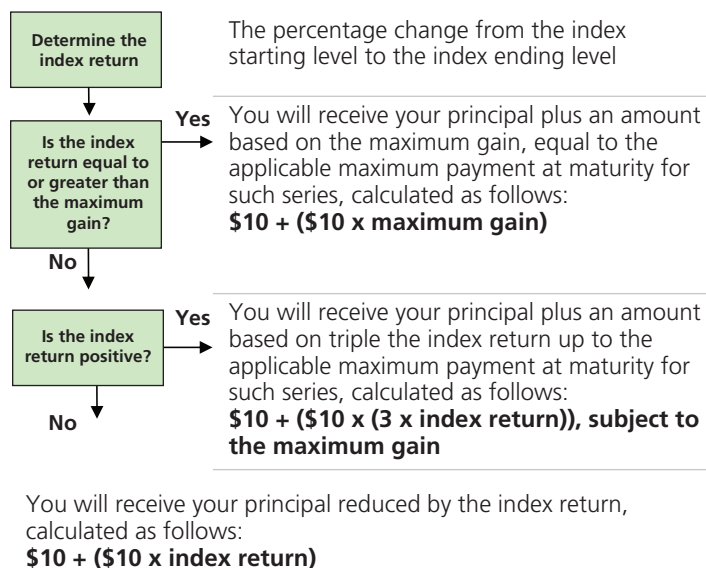 Determine the
index return
The percentage change from the index
starting level to the index ending level
Is the index
return equal to
or greater than
the maximum
gain?
Yes
You will receive your principal plus an amount
based on the maximum gain, equal to the
applicable maximum payment at maturity for
such series, calculated as follows:
$10 + ($10 x maximum gain)
No
Is the index
return positive?
Yes
You will receive your principal plus an amount
based on triple the index return up to the
applicable maximum payment at maturity for
such series, calculated as follows:
$10 + ($10 x (3 x index return)), subject to
the maximum gain
No
You will receive your principal reduced by the index return,
calculated as follows:
$10 + ($10 x index return)